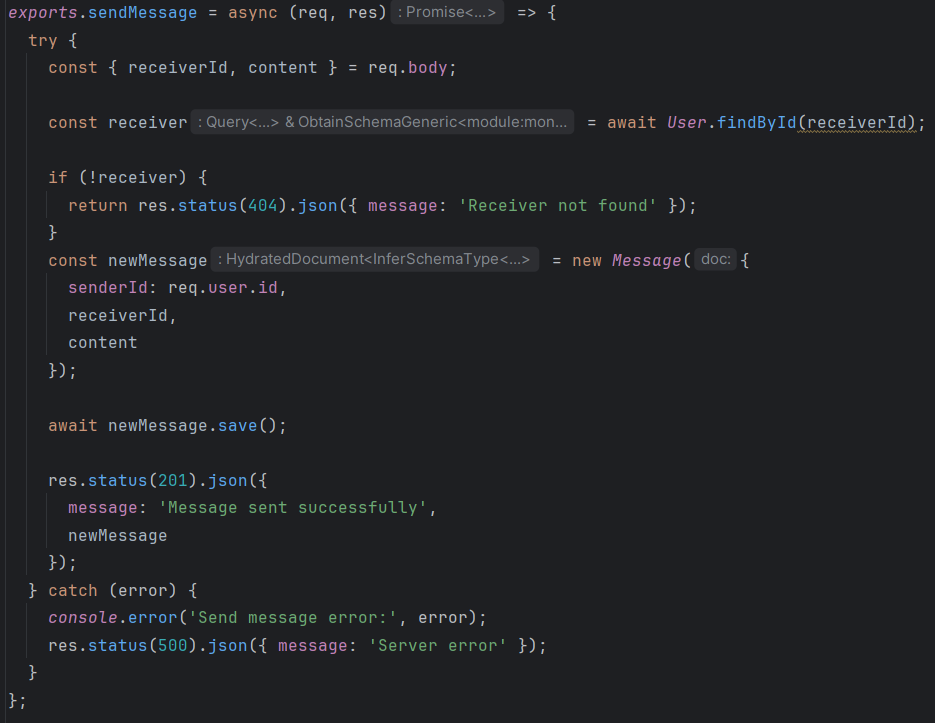 exports.sendMessage = async (req, res) : Promise<...> => {
try {
const { receiverId, content } = req.body;
const receiver : Query<...> & ObtainSchemaGeneric<module:mon... = await User.findById(receiverId);
if (!receiver) {
return res.status(404).json({ message: 'Receiver not found' });
}
const newMessage : HydratedDocument<InferSchemaType<...> = new Message( doc: {
senderId: req.user.id,
receiverId,
content
});
await newMessage.save();
res.status(201).json({
message: 'Message sent successfully',
newMessage
});
} catch (error) {
console.error('Send message error:', error);
res.status(500).json({ message: 'Server error' });
}
};